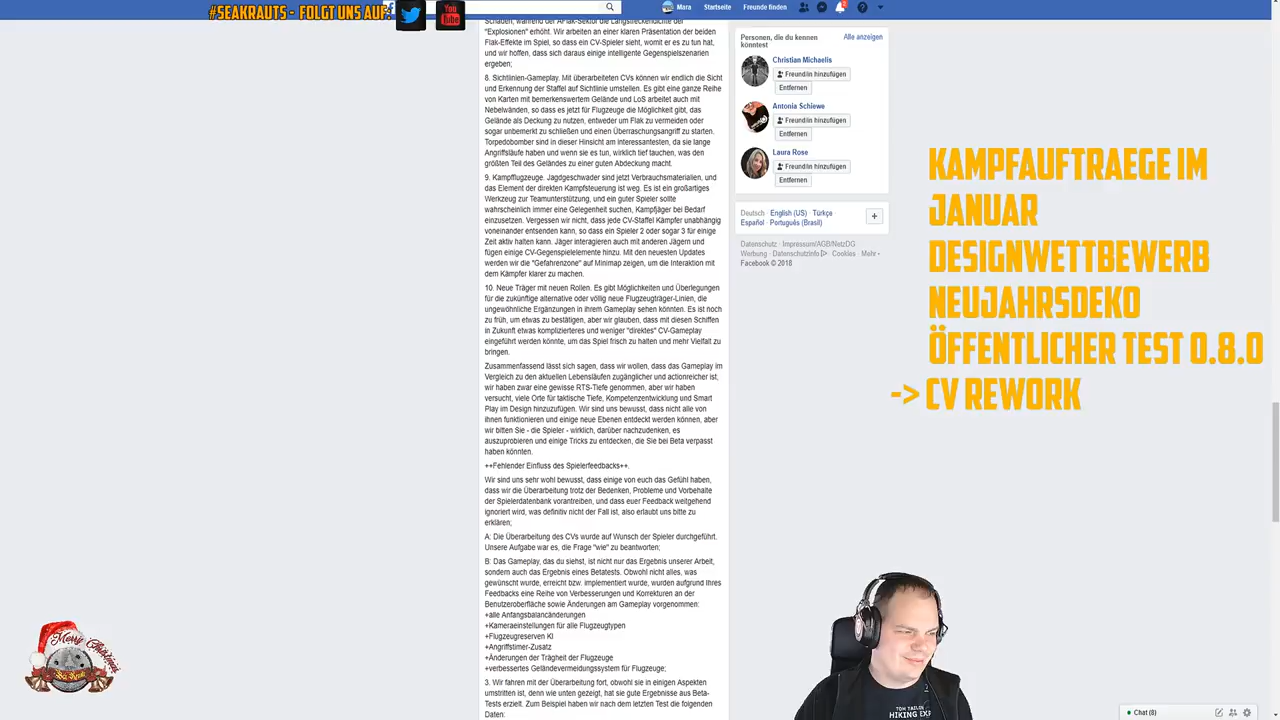 #SEAKRAUTS - FOLGT UNS AUF:
You
Tube
Mara
Startseite
Freunde finden
2
Schaden, während der AFlak-Sektor die Langstreckendichte der
"Explosionen" erhöht. Wir arbeiten an einer klaren Präsentation der beiden
Flak-Effekte im Spiel, so dass ein CV-Spieler sieht, womit er es zu tun hat,
und wir hoffen, dass sich daraus einige intelligente Gegenspielszenarien
ergeben;
8. Sichtlinien-Gameplay. Mit überarbeiteten CVs können wir endlich die Sicht
und Erkennung der Staffel auf Sichtlinie umstellen. Es gibt eine ganze Reihe
von Karten mit bemerkenswertem Gelände und LoS arbeitet auch mit
Nebelwänden, so dass es jetzt für Flugzeuge die Möglichkeit gibt, das
Gelände als Deckung zu nutzen, entweder um Flak zu vermeiden oder
sogar unbemerkt zu schließen und einen Überraschungsangriff zu starten.
Torpedobomber sind in dieser Hinsicht am interessantesten, da sie lange
Angriffsläufe haben und wenn sie es tun, wirklich tief tauchen, was den
größten Teil des Geländes zu einer guten Abdeckung macht.
9. Kampfflugzeuge. Jagdgeschwader sind jetzt Verbrauchsmaterialien, und
das Element der direkten Kampfsteuerung ist weg. Es ist ein großartiges
Werkzeug zur Teamunterstützung, und ein guter Spieler sollte
wahrscheinlich immer eine Gelegenheit suchen, Kampfjäger bei Bedarf
einzusetzen. Vergessen wir nicht, dass jede CV-Staffel Kämpfer unabhängig
voneinander entsenden kann, so dass ein Spieler 2 oder sogar 3 für einige
Zeit aktiv halten kann. Jäger interagieren auch mit anderen Jägern und
fügen einige CV-Gegenspielelemente hinzu. Mit den neuesten Updates
werden wir die "Gefahrenzone" auf Minimap zeigen, um die Interaktion mit
dem Kämpfer klarer zu machen.
10. Neue Träger mit neuen Rollen. Es gibt Möglichkeiten und Überlegungen
für die zukünftige alternative oder völlig neue Flugzeugträger-Linien, die
ungewöhnliche Ergänzungen in ihrem Gameplay sehen könnten. Es ist noch
zu früh, um etwas zu bestätigen, aber wir glauben, dass mit diesen Schiffen
in Zukunft etwas komplizierteres und weniger "direktes" CV-Gameplay
eingeführt werden könnte, um das Spiel frisch zu halten und mehr Vielfalt zu
bringen.
Zusammenfassend lässt sich sagen, dass wir wollen, dass das Gameplay im
Vergleich zu den aktuellen Lebensläufen zugänglicher und actionreicher ist,
wir haben zwar eine gewisse RTS-Tiefe genommen, aber wir haben
versucht, viele Orte für taktische Tiefe, Kompetenzentwicklung und Smart
Play im Design hinzuzufügen. Wir sind uns bewusst, dass nicht alle von
ihnen funktionieren und einige neue Ebenen entdeckt werden können, aber
wir bitten Sie - die Spieler - wirklich, darüber nachzudenken, es
auszuprobieren und einige Tricks zu entdecken, die Sie bei Beta verpasst
haben könnten.
++Fehlender Einfluss des Spielerfeedbacks++.
Wir sind uns sehr wohl bewusst, dass einige von euch das Gefühl haben,
dass wir die Überarbeitung trotz der Bedenken, Probleme und Vorbehalte
der Spielerdatenbank vorantreiben, und dass euer Feedback weitgehend
ignoriert wird, was definitiv nicht der Fall ist, also erlaubt uns bitte zu
erklären;
A: Die Überarbeitung des CVs wurde auf Wunsch der Spieler durchgeführt.
Unsere Aufgabe war es, die Frage "wie" zu beantworten;
B: Das Gameplay, das du siehst, ist nicht nur das Ergebnis unserer Arbeit,
sondern auch das Ergebnis eines Betatests. Obwohl nicht alles, was
gewünscht wurde, erreicht bzw. implementiert wurde, wurden aufgrund Ihres
Feedbacks eine Reihe von Verbesserungen und Korrekturen an der
Benutzeroberfläche sowie Änderungen am Gameplay vorgenommen:
+alle Anfangsbalancänderungen
+Kameraeinstellungen für alle Flugzeugtypen
+Flugzeugreserven KI
+Angriffstimer-Zusatz
+Änderungen der Trägheit der Flugzeuge
+verbessertes Geländevermeidungssystem für Flugzeuge;
3. Wir fahren mit der Überarbeitung fort, obwohl sie in einigen Aspekten
umstritten ist, denn wie unten gezeigt, hat sie gute Ergebnisse aus Beta-
Tests erzielt. Zum Beispiel haben wir nach dem letzten Test die folgenden
Daten:
Personen, die du kennen
könntest
Alle anzeigen
Christian Michaelis
Freund/in hinzufügen
Entfernen
Antonia Schiewe
Freund/in hinzufügen
Entfernen
Laura Rose
Freund/in hinzufügen
Entfernen
Deutsch · English (US) · Türkçe
Español · Português (Brasil)
+
Datenschutz · Impressum/AGB/NetzDG
Werbung · Datenschutzinfo · Cookies · Mehr
Facebook © 2018
KAMPFAUFTRAEGE IM
JANUAR
DESIGNWETTBEWERB
NEUJAHRSDEKO
ÖFFENTLICHER TEST 0.8.0
-> CV REWORK
TOM TAILOR
HIKING EXP
Chat (8)